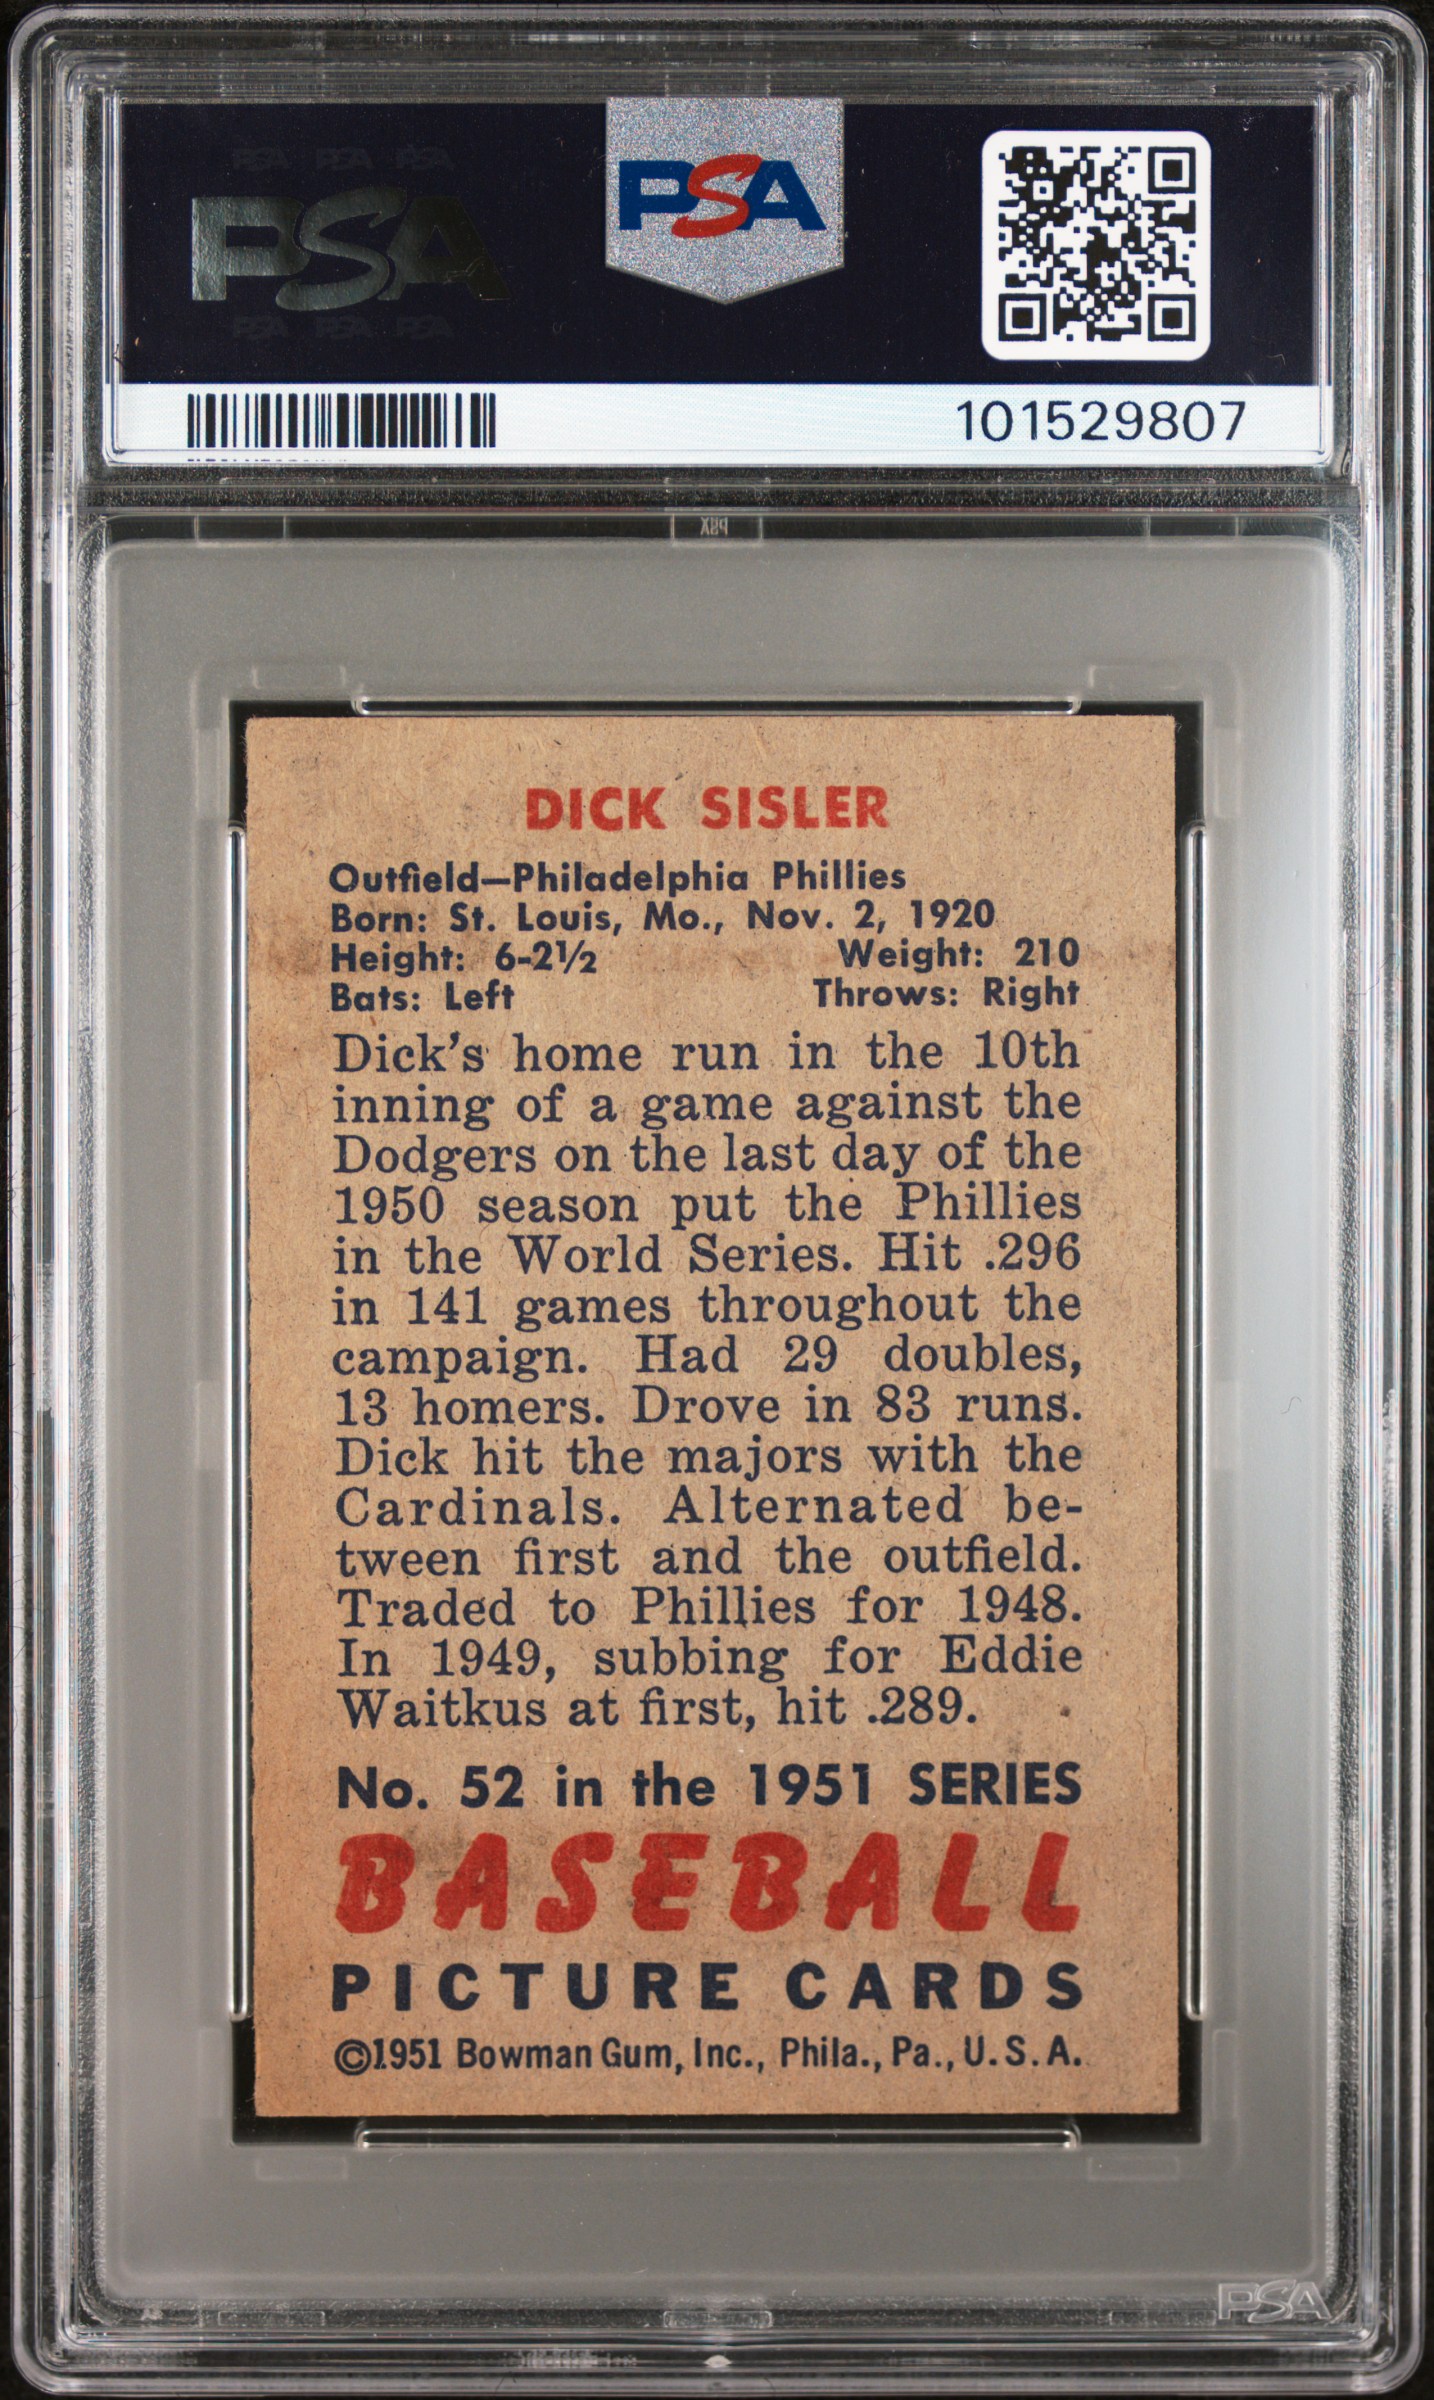 PSA PSA PSA
PSA
PSA PSA PSA
PSA
101529807
DICK SISLER
Outfield—Philadelphia Phillies
Born: St. Louis, Mo., Nov. 2, 1920
Height: 6-2½ Weight: 210
Bats: Left Throws: Right
Dick's home run in the 10th
inning of a game against the
Dodgers on the last day of the
1950 season put the Phillies
in the World Series. Hit .296
in 141 games throughout the
campaign. Had 29 doubles,
13 homers. Drove in 83 runs.
Dick hit the majors with the
Cardinals. Alternated be-
tween first and the outfield.
Traded to Phillies for 1948.
In 1949, subbing for Eddie
Waitkus at first, hit .289.
No. 52 in the 1951 SERIES
BASEBALL
PICTURE CARDS
©1951 Bowman Gum, Inc., Phila., Pa., U.S.A.
PSA